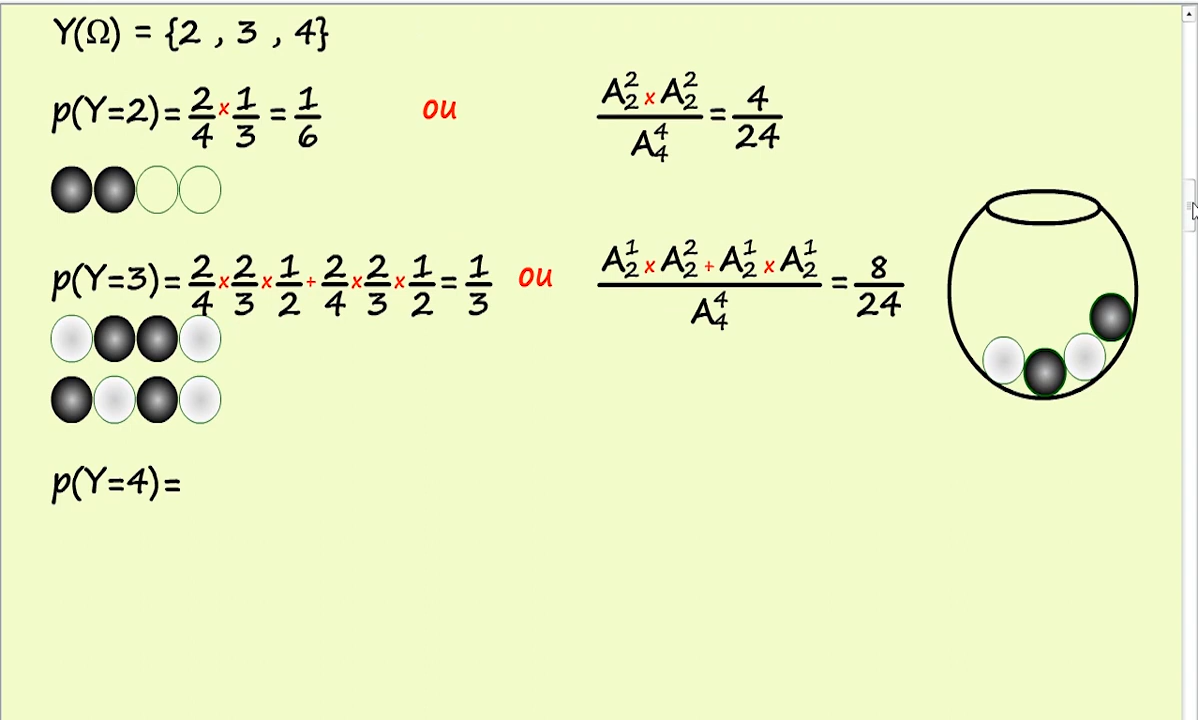 Y(Ω) = {2 , 3 , 4}
p(Y=2)= 2/4 × 1/3 = 1/6 ou (A₂² × A₂²)/A₄⁴ = 4/24
p(Y=3)= 2/4 × 2/3 × 1/2 + 2/4 × 2/3 × 1/2 = 1/3 ou (A₂¹ × A₂² + A₂¹ × A₂¹)/A₄⁴ = 8/24
p(Y=4)=